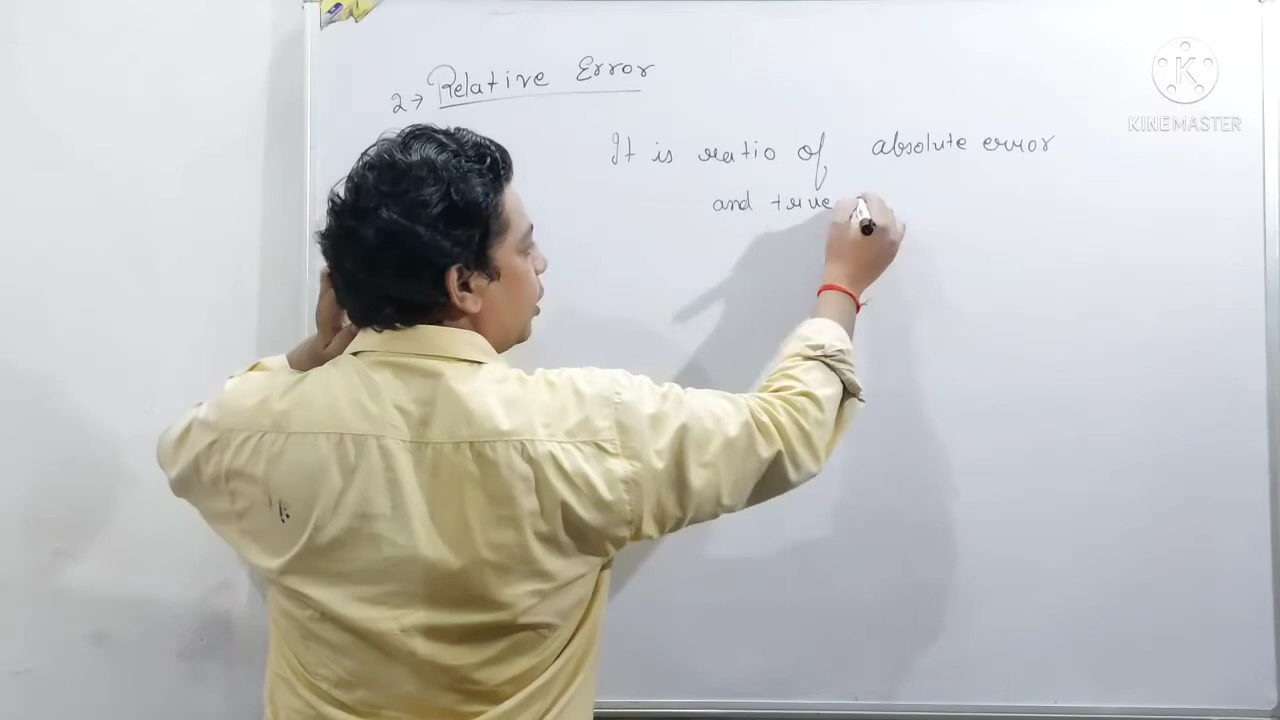 2→ Relative Error
It is ratio of absolute error
and true
KINEMASTER